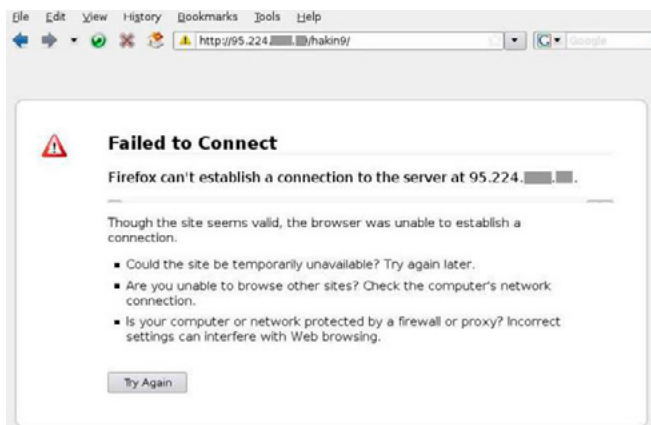 File Edit View History Bookmarks Tools Help
http://95.224. . /hakin9/ Google
Failed to Connect
Firefox can't establish a connection to the server at 95.224. . .
Though the site seems valid, the browser was unable to establish a
connection.
Could the site be temporarily unavailable? Try again later.
Are you unable to browse other sites? Check the computer's network
connection.
Is your computer or network protected by a firewall or proxy? Incorrect
settings can interfere with Web browsing.
Try Again